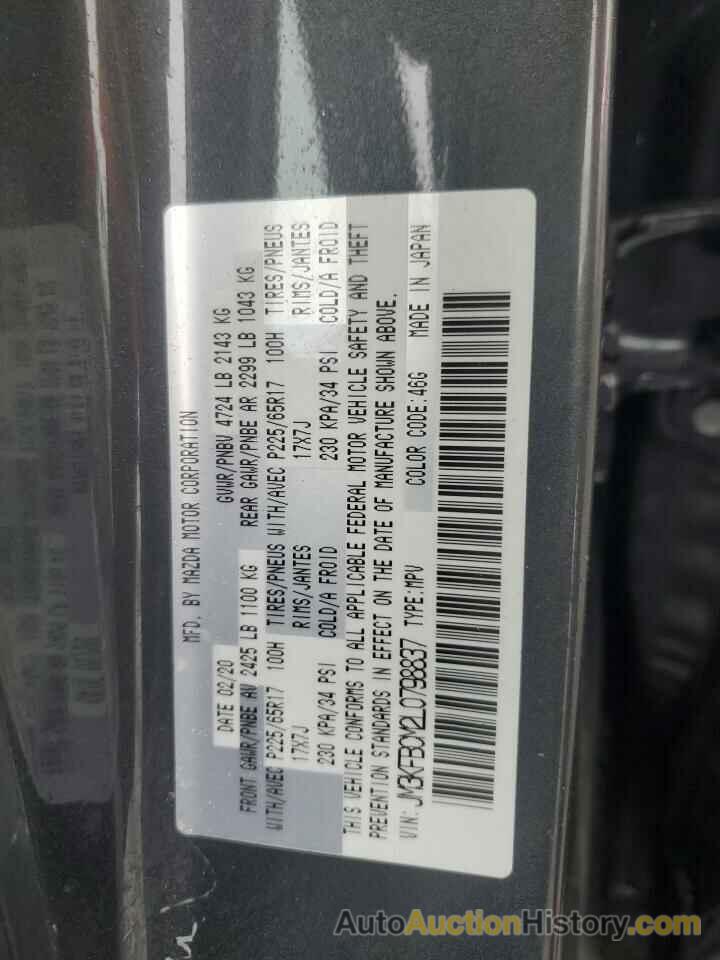 MFD. BY MAZDA MOTOR CORPORATION
DATE 02/20 GVWR/PNBV 4724 LB 2143 KG
FRONT GAWR/PNBE AV 2425 LB 1100 KG REAR GAWR/PNBE AR 2299 LB 1043 KG
WITH/AVEC P225/65R17 100H TIRES/PNEUS WITH/AVEC P225/65R17 100H TIRES/PNEUS
17X7J RIMS/JANTES 17X7J RIMS/JANTES
230 KPA/34 PSI COLD/A FROID 230 KPA/34 PSI COLD/A FROID
THIS VEHICLE CONFORMS TO ALL APPLICABLE FEDERAL MOTOR VEHICLE SAFETY AND THEFT
PREVENTION STANDARDS IN EFFECT ON THE DATE OF MANUFACTURE SHOWN ABOVE.
VIN: JM3KFBCM2L0798837 TYPE:MPV COLOR CODE:46G MADE IN JAPAN
AutoAuctionHistory.com